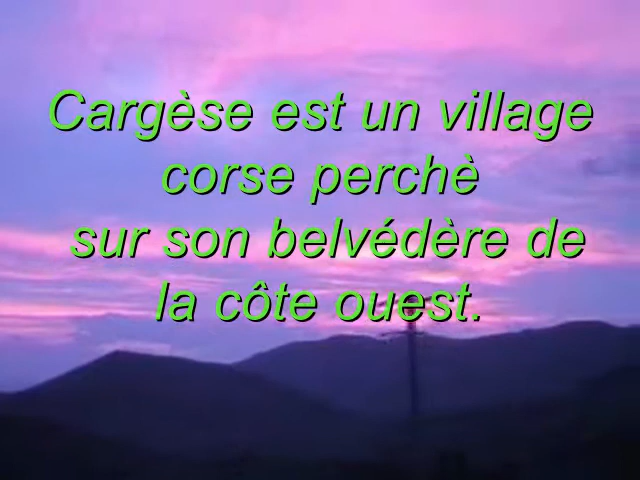 Cargèse est un village
corse perchè
sur son belvédère de
la côte ouest.